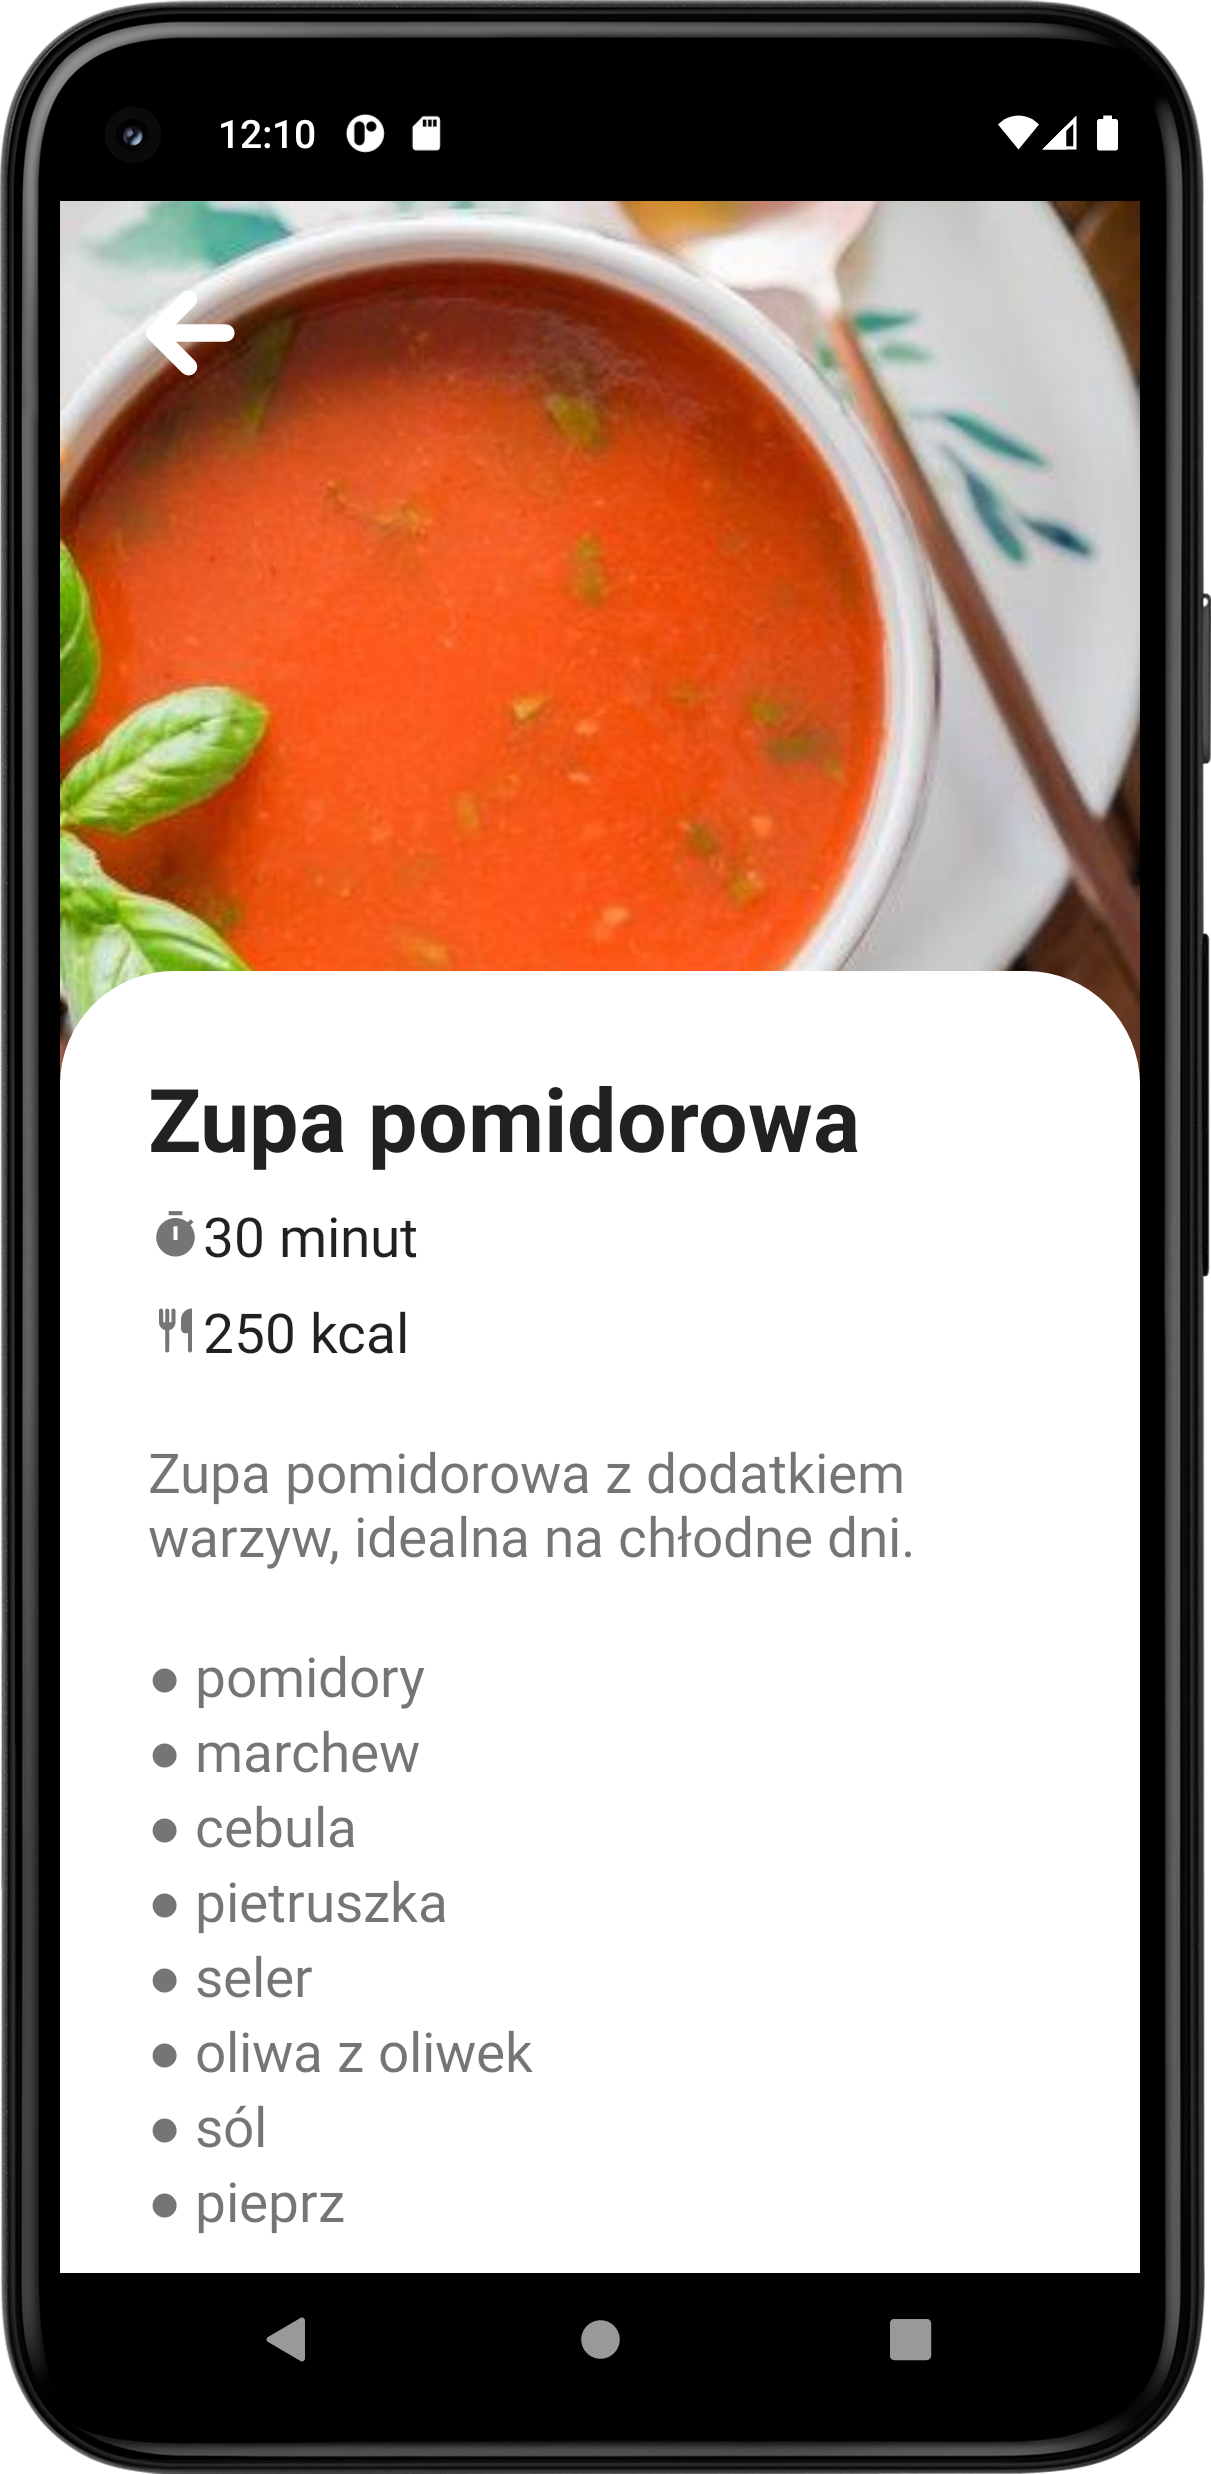 12:10
Zupa pomidorowa
30 minut
250 kcal
Zupa pomidorowa z dodatkiem
warzyw, idealna na chłodne dni.
● pomidory
● marchew
● cebula
● pietruszka
● seler
● oliwa z oliwek
● sól
● pieprz